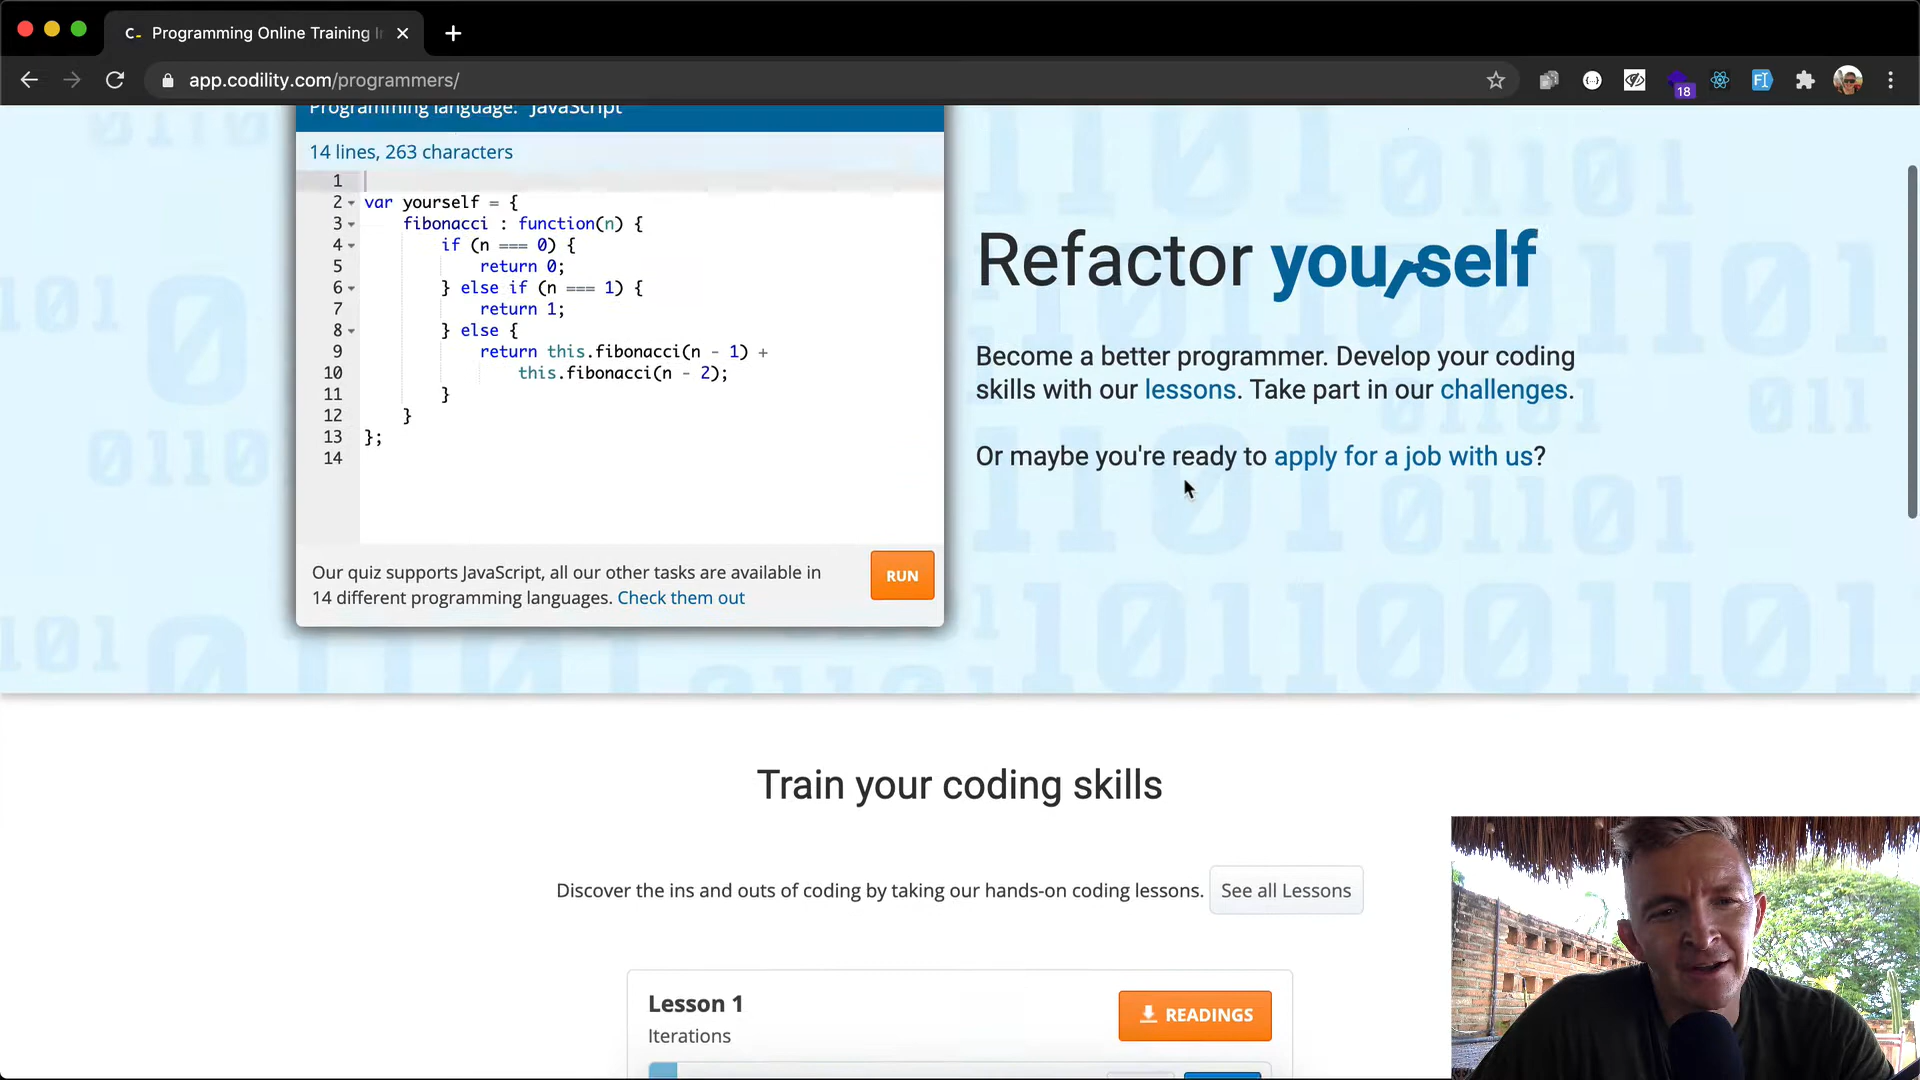 C_ Programming Online Training I
app.codility.com/programmers/
18
Programming language: JavaScript
14 lines, 263 characters
1
2 var yourself = {
3 fibonacci : function(n) {
4 if (n === 0) {
5 return 0;
6 } else if (n === 1) {
7 return 1;
8 } else {
9 return this.fibonacci(n - 1) +
10 this.fibonacci(n - 2);
11 }
12 }
13 };
14
Our quiz supports JavaScript, all our other tasks are available in
14 different programming languages. Check them out
RUN
Refactor yourself
Become a better programmer. Develop your coding
skills with our lessons. Take part in our challenges.
Or maybe you're ready to apply for a job with us?
Train your coding skills
Discover the ins and outs of coding by taking our hands-on coding lessons. See all Lessons
Lesson 1
READINGS
Iterations